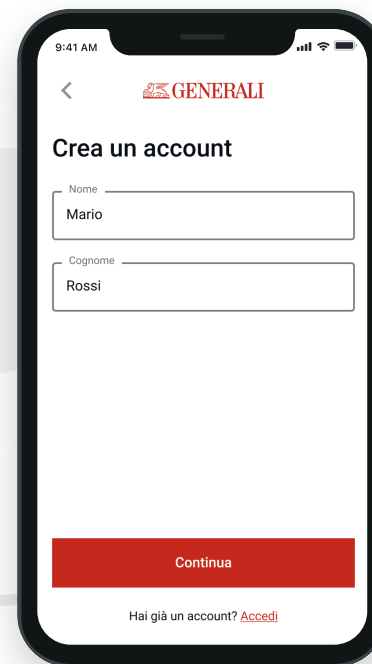 9:41 AM
GENERALI
Crea un account
Nome
Mario
Cognome
Rossi
Continua
Hai già un account? Accedi